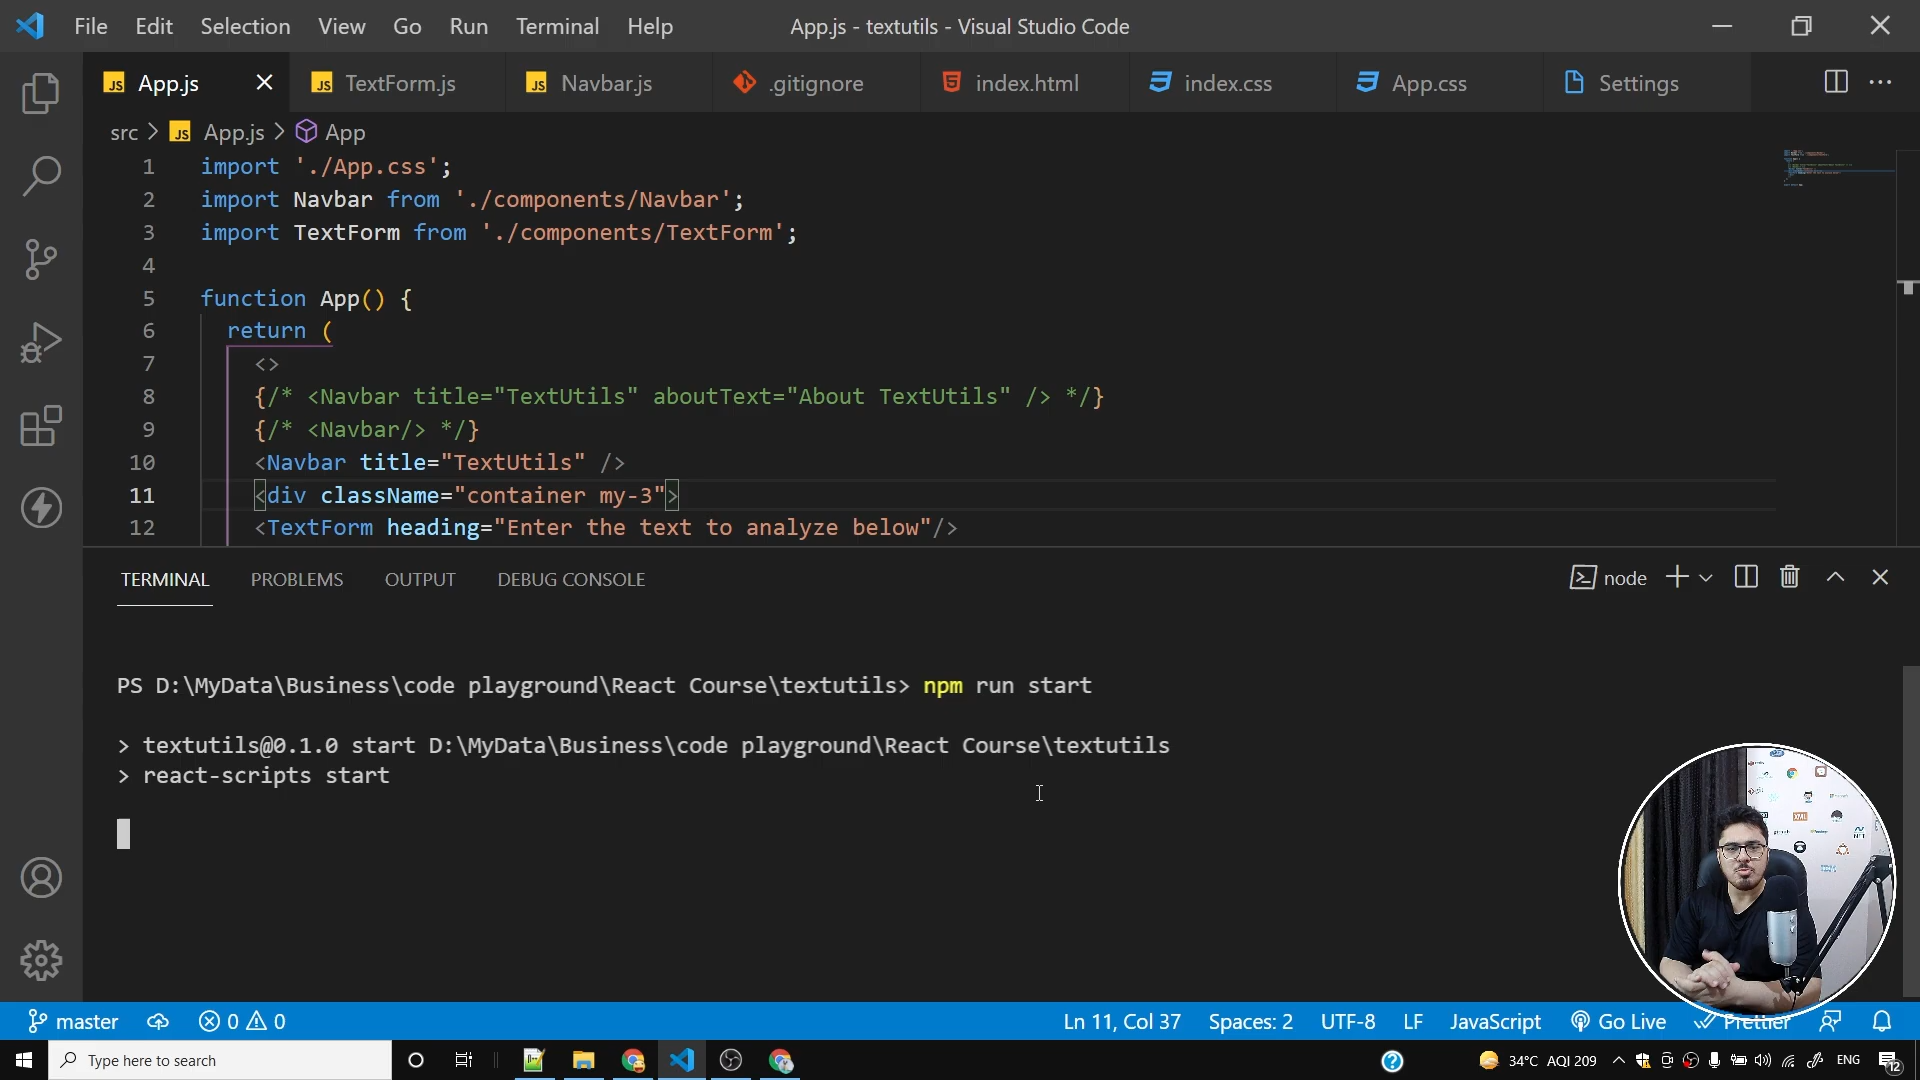 File Edit Selection View Go Run Terminal Help App.js - textutils - Visual Studio Code
JS App.js JS TextForm.js JS Navbar.js .gitignore index.html index.css App.css Settings
src > JS App.js > App
1 import './App.css';
2 import Navbar from './components/Navbar';
3 import TextForm from './components/TextForm';
4
5 function App() {
6 return (
7 <>
8 {/* <Navbar title="TextUtils" aboutText="About TextUtils" /> */}
9 {/* <Navbar/> */}
10 <Navbar title="TextUtils" />
11 <div className="container my-3">
12 <TextForm heading="Enter the text to analyze below"/>
TERMINAL PROBLEMS OUTPUT DEBUG CONSOLE node
PS D:\MyData\Business\code playground\React Course\textutils> npm run start
> textutils@0.1.0 start D:\MyData\Business\code playground\React Course\textutils
> react-scripts start
master 0 0 Ln 11, Col 37 Spaces: 2 UTF-8 LF JavaScript Go Live Prettier
Type here to search 34°C AQI 209 ENG 12